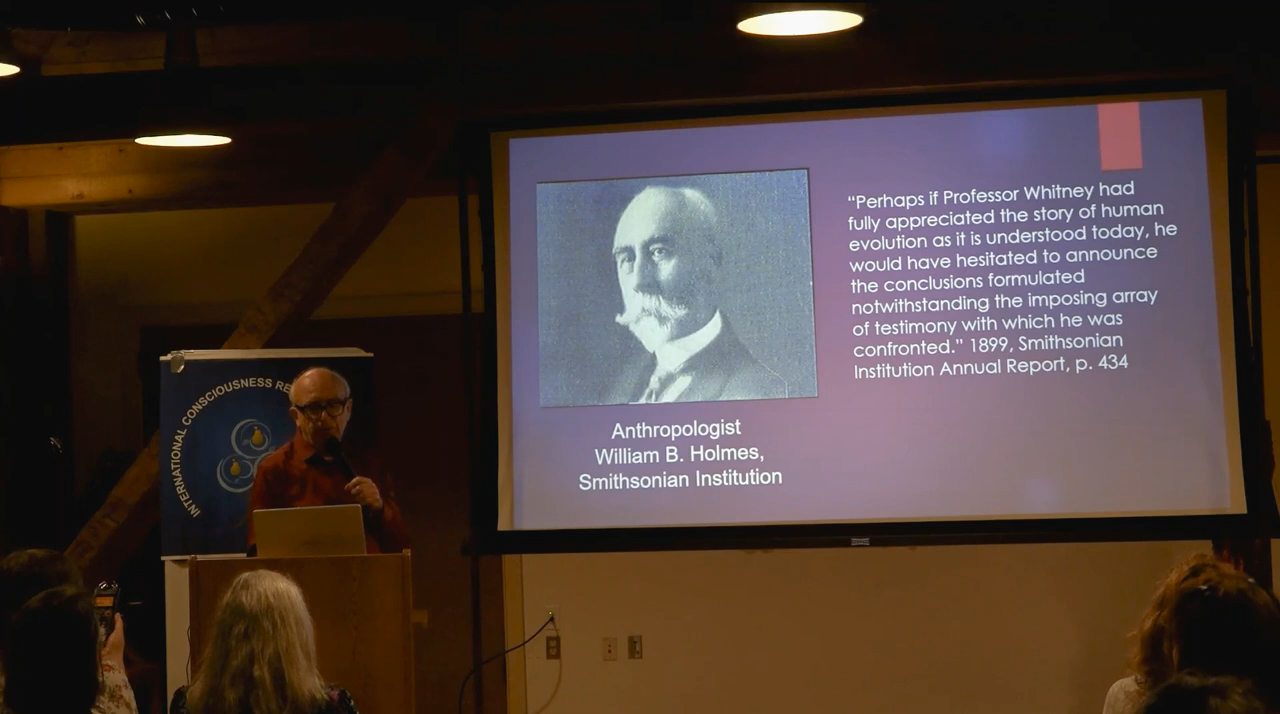 INTERNATIONAL CONSCIOUSNESS
“Perhaps if Professor Whitney had
fully appreciated the story of human
evolution as it is understood today, he
would have hesitated to announce
the conclusions formulated
notwithstanding the imposing array
of testimony with which he was
confronted.” 1899, Smithsonian
Institution Annual Report, p. 434
Anthropologist
William B. Holmes,
Smithsonian Institution